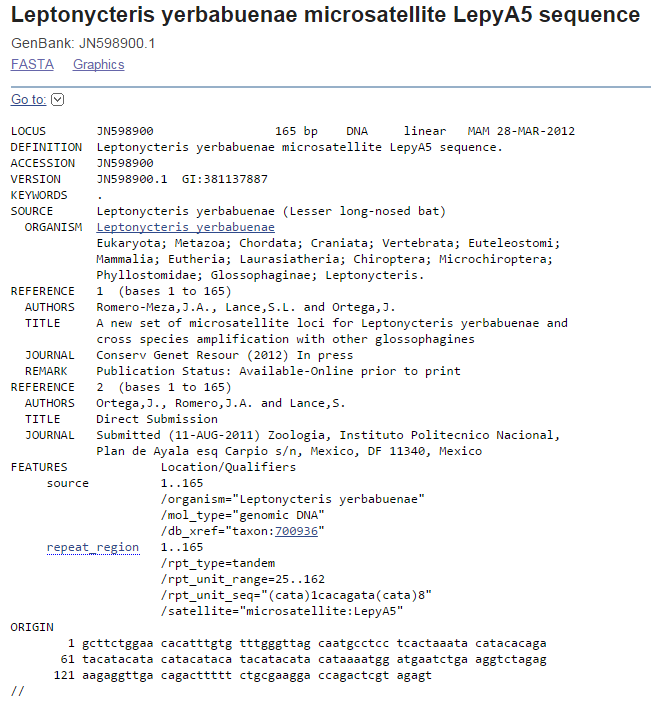 Leptonycteris yerbabuenae microsatellite LepyA5 sequence
GenBank: JN598900.1
FASTA Graphics
Go to:
LOCUS JN598900 165 bp DNA linear MAM 28-MAR-2012
DEFINITION Leptonycteris yerbabuenae microsatellite LepyA5 sequence.
ACCESSION JN598900
VERSION JN598900.1 GI:381137887
KEYWORDS .
SOURCE Leptonycteris yerbabuenae (Lesser long-nosed bat)
ORGANISM Leptonycteris yerbabuenae
Eukaryota; Metazoa; Chordata; Craniata; Vertebrata; Euteleostomi;
Mammalia; Eutheria; Laurasiatheria; Chiroptera; Microchiroptera;
Phyllostomidae; Glossophaginae; Leptonycteris.
REFERENCE 1 (bases 1 to 165)
AUTHORS Romero-Meza,J.A., Lance,S.L. and Ortega,J.
TITLE A new set of microsatellite loci for Leptonycteris yerbabuenae and
cross species amplification with other glossophagines
JOURNAL Conserv Genet Resour (2012) In press
REMARK Publication Status: Available-Online prior to print
REFERENCE 2 (bases 1 to 165)
AUTHORS Ortega,J., Romero,J.A. and Lance,S.
TITLE Direct Submission
JOURNAL Submitted (11-AUG-2011) Zoologia, Instituto Politecnico Nacional,
Plan de Ayala esq Carpio s/n, Mexico, DF 11340, Mexico
FEATURES Location/Qualifiers
source 1..165
/organism="Leptonycteris yerbabuenae"
/mol_type="genomic DNA"
/db_xref="taxon:700936"
repeat_region 1..165
/rpt_type=tandem
/rpt_unit_range=25..162
/rpt_unit_seq="(cata)1cacagata(cata)8"
/satellite="microsatellite:LepyA5"
ORIGIN
1 gcttctggaa cacatttgtg tttgggttag caatgcctcc tcactaaata catacacaga
61 tacatacata catacataca tacatacata cataaaatgg atgaatctga aggtctagag
121 aagaggttga cagacttttt ctgcgaagga ccagactcgt agagt
//